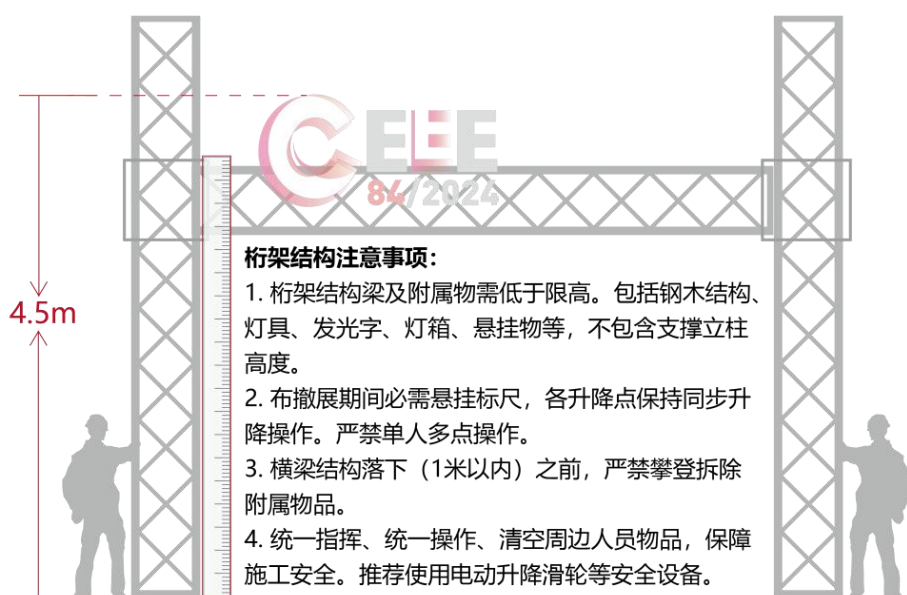 CEEE
84/2024
4.5m
桁架结构注意事项：
1. 桁架结构梁及附属物需低于限高。包括钢木结构、
灯具、发光字、灯箱、悬挂物等，不包含支撑立柱
高度。
2. 布撤展期间必需悬挂标尺，各升降点保持同步升
降操作。严禁单人多点操作。
3. 横梁结构落下（1米以内）之前，严禁攀登拆除
附属物品。
4. 统一指挥、统一操作、清空周边人员物品，保障
施工安全。推荐使用电动升降滑轮等安全设备。